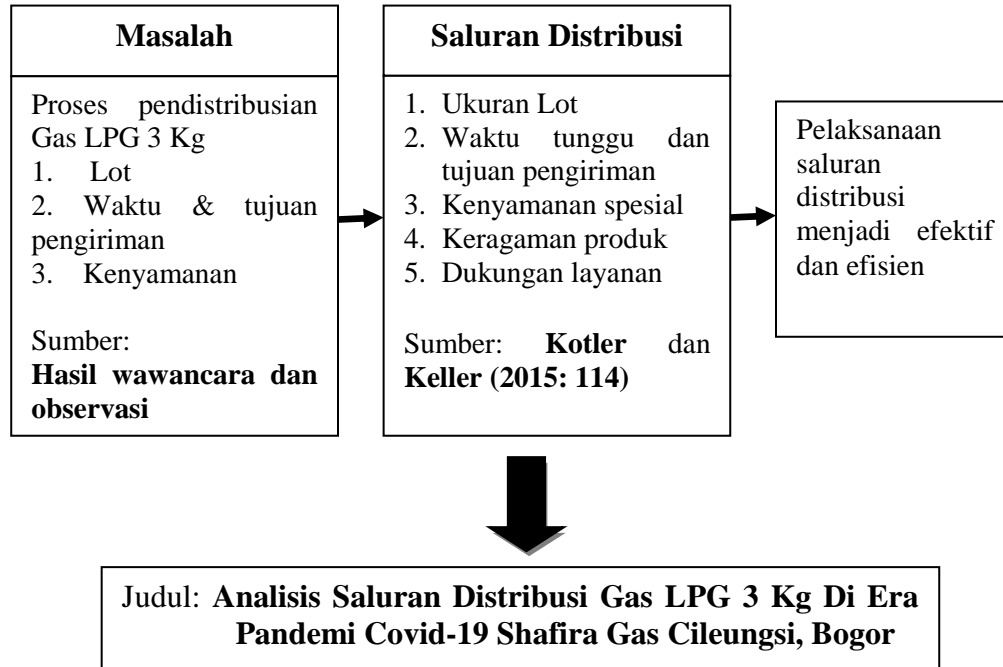 Masalah
Proses pendistribusian
Gas LPG 3 Kg
1. Lot
2. Waktu & tujuan
pengiriman
3. Kenyamanan
Sumber:
Hasil wawancara dan
observasi
Saluran Distribusi
1. Ukuran Lot
2. Waktu tunggu dan
tujuan pengiriman
3. Kenyamanan spesial
4. Keragaman produk
5. Dukungan layanan
Sumber: Kotler dan
Keller (2015: 114)
Pelaksanaan
saluran
distribusi
menjadi efektif
dan efisien
Judul: Analisis Saluran Distribusi Gas LPG 3 Kg Di Era
Pandemi Covid-19 Shafira Gas Cileungsi, Bogor